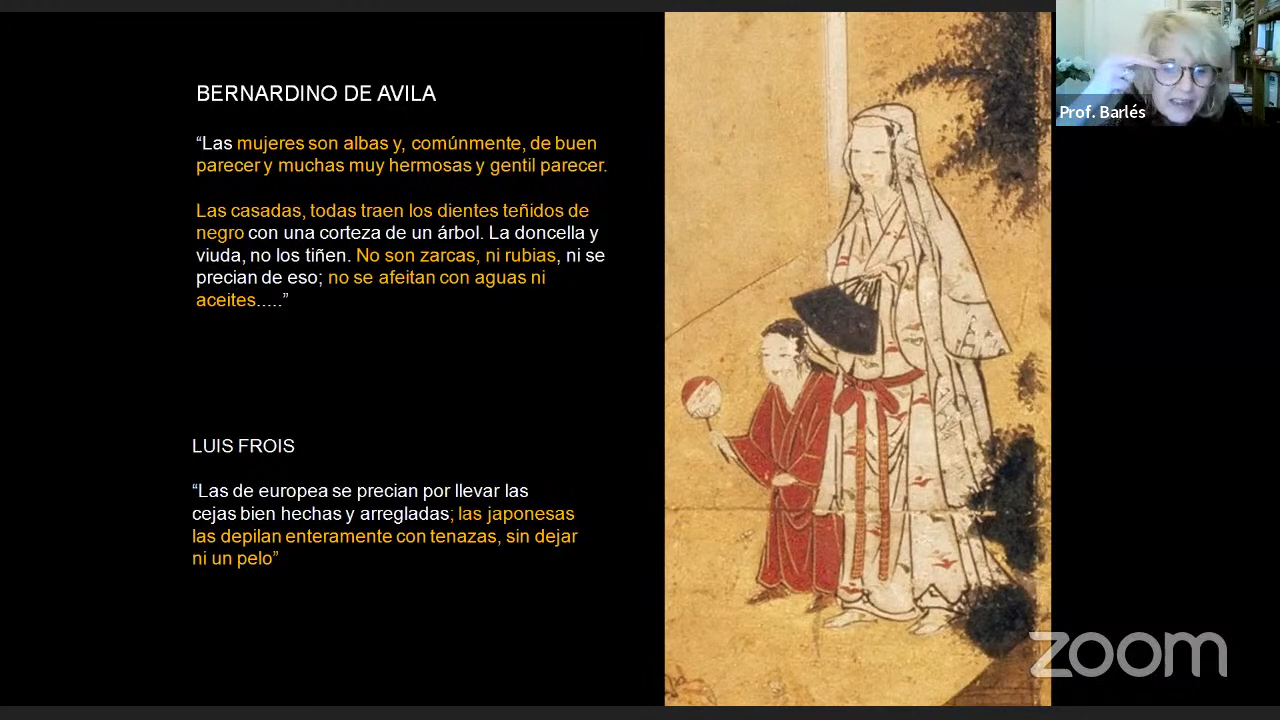 BERNARDINO DE AVILA
“Las mujeres son albas y, comúnmente, de buen
parecer y muchas muy hermosas y gentil parecer.
Las casadas, todas traen los dientes teñidos de
negro con una corteza de un árbol. La doncella y
viuda, no los tiñen. No son zarcas, ni rubias, ni se
precian de eso; no se afeitan con aguas ni
aceites…..”
LUIS FROIS
“Las de europea se precian por llevar las
cejas bien hechas y arregladas; las japonesas
las depilan enteramente con tenazas, sin dejar
ni un pelo”
Prof. Barlés
zoom